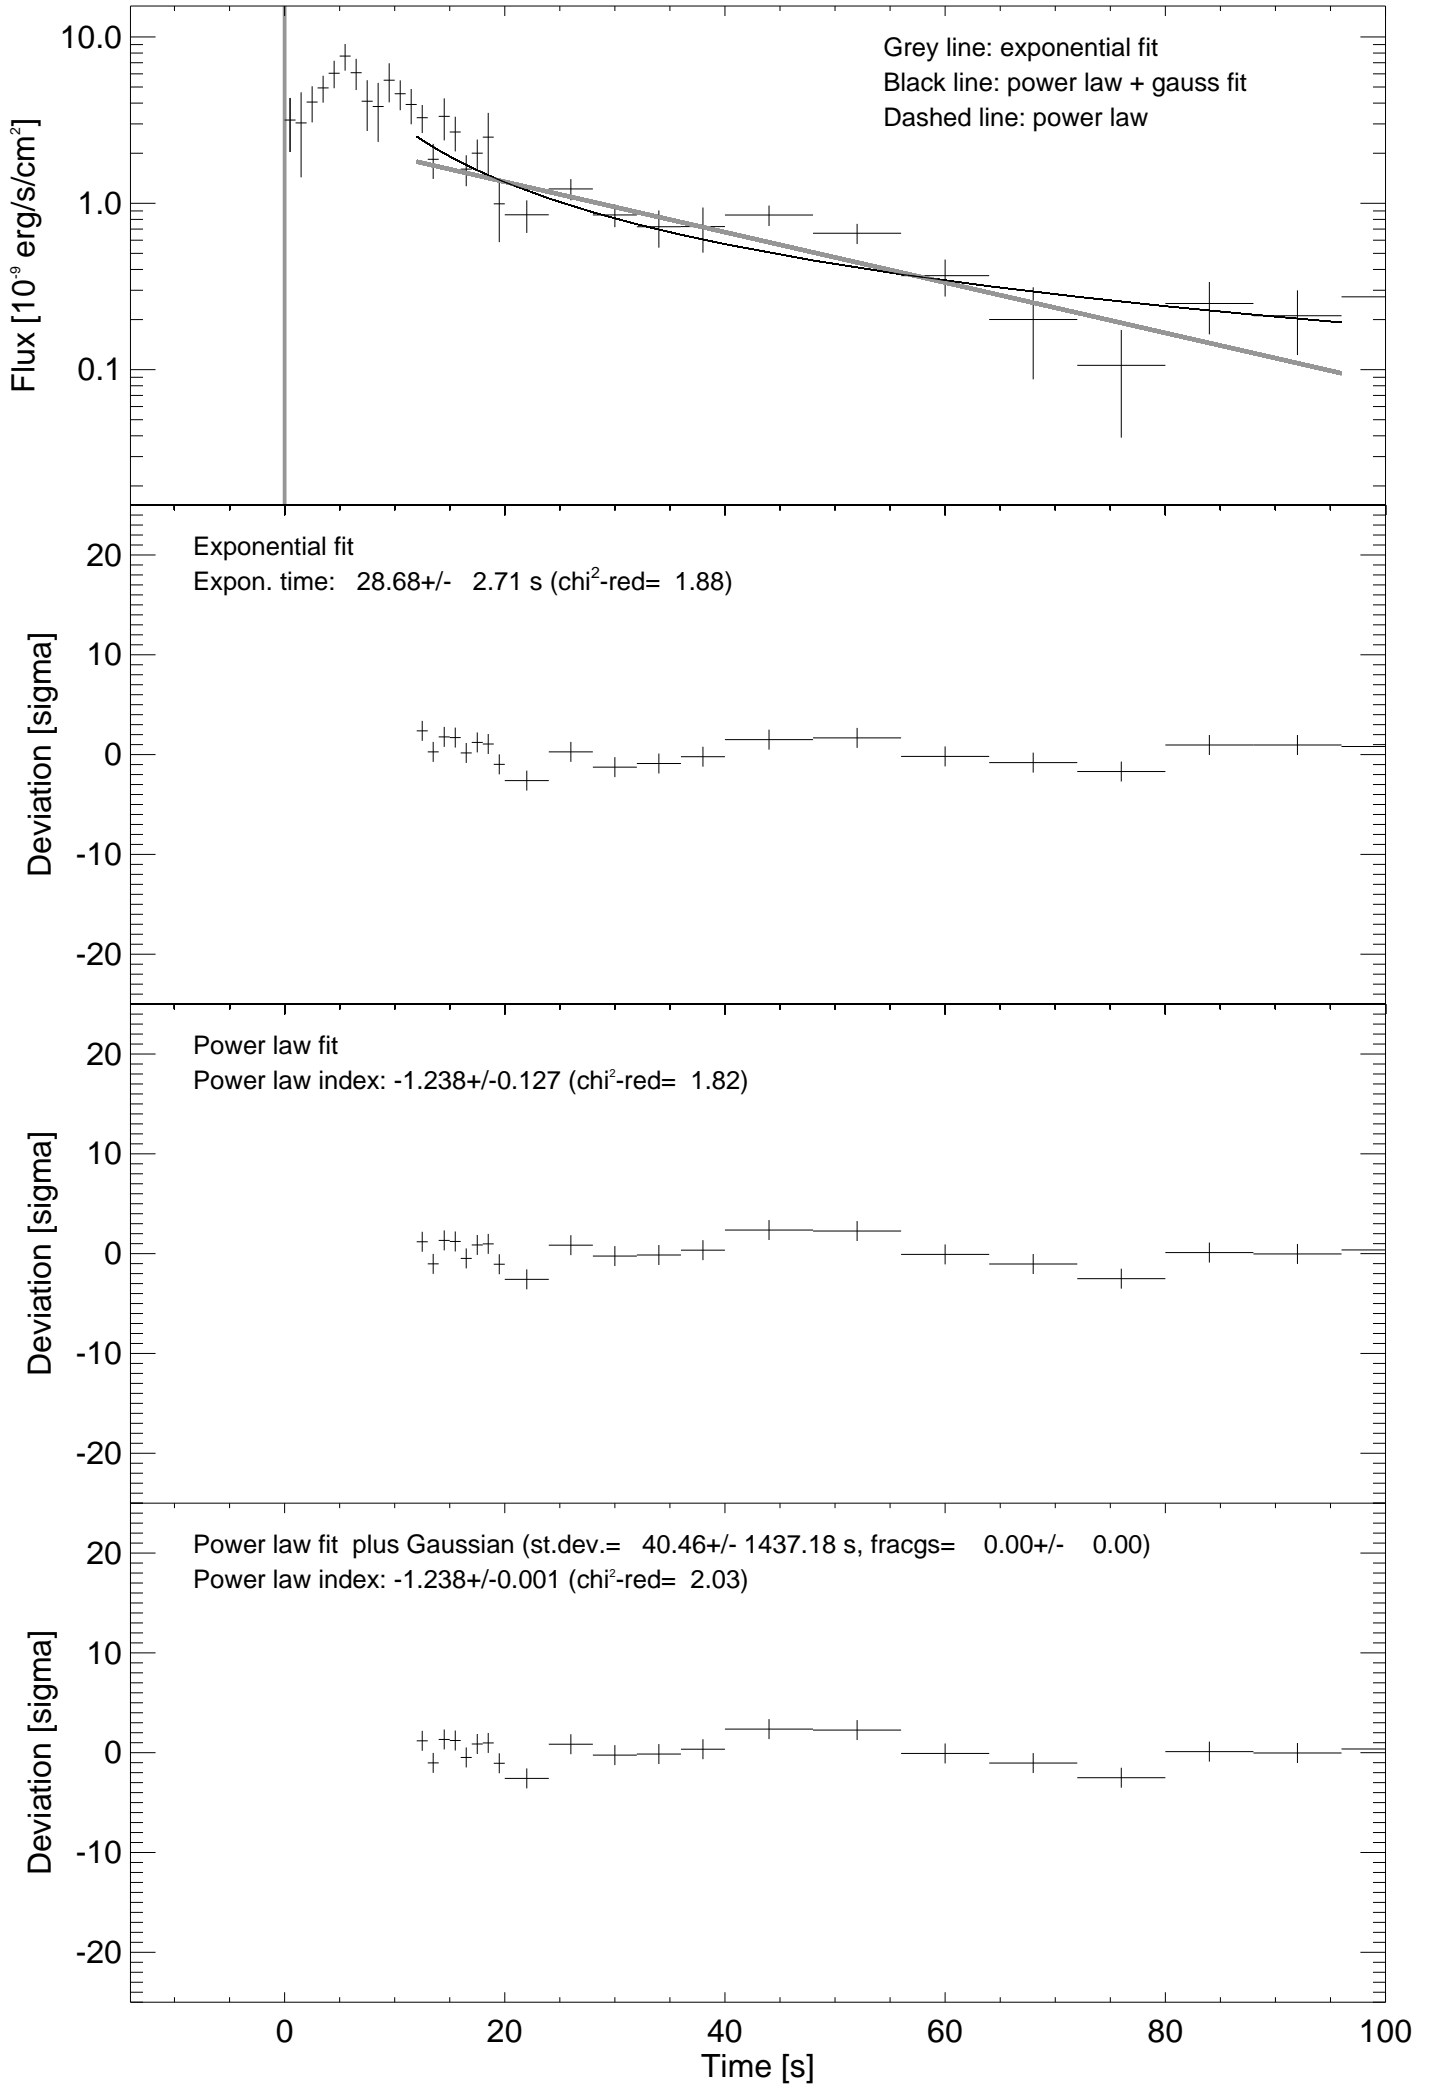 Grey line: exponential fit
Black line: power law + gauss fit
Dashed line: power law
10.0
1.0
0.1
Flux [10⁻⁹ erg/s/cm²]
Exponential fit
Expon. time: 28.68+/- 2.71 s (chi²-red= 1.88)
20
10
0
-10
-20
Deviation [sigma]
Power law fit
Power law index: -1.238+/-0.127 (chi²-red= 1.82)
20
10
0
-10
-20
Deviation [sigma]
Power law fit plus Gaussian (st.dev.= 40.46+/- 1437.18 s, fracgs= 0.00+/- 0.00)
Power law index: -1.238+/-0.001 (chi²-red= 2.03)
20
10
0
-10
-20
Deviation [sigma]
0 20 40 60 80 100
Time [s]